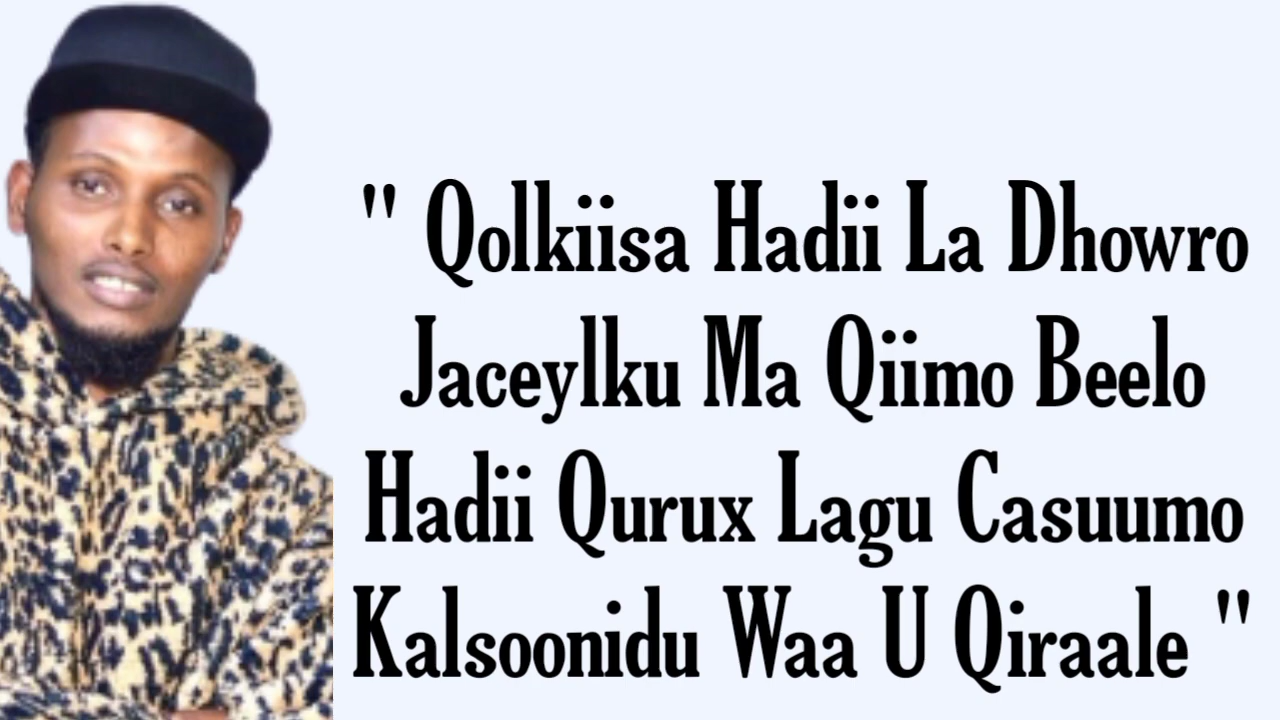 " Qolkiisa Hadii La Dhowro
Jaceylku Ma Qiimo Beelo
Hadii Qurux Lagu Casuumo
Kalsoonidu Waa U Qiraale "